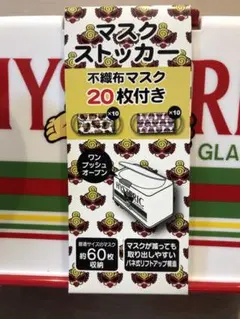 マスク
ストッカー
不織布マスク
20枚付き
×10
×10
ワン
プッシュ
オープン
普通サイズのマスク
約60枚
収納
マスクが減っても
取り出しやすい
バネ式リフトアップ機能
GLA